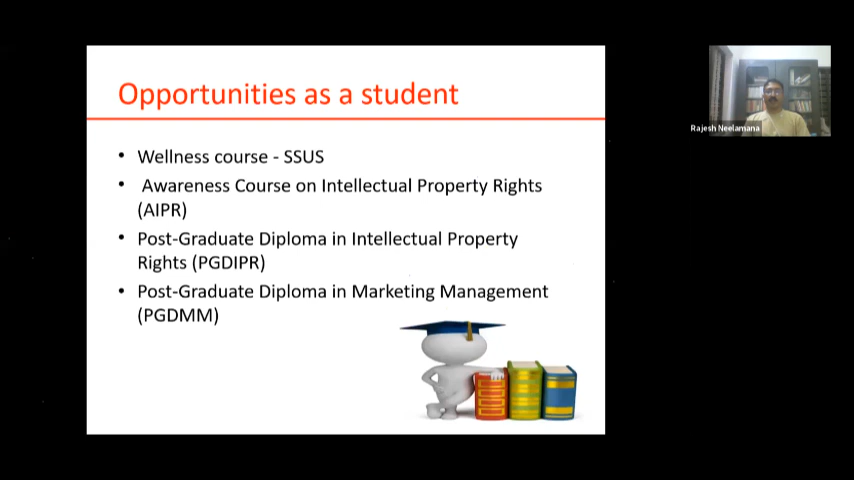 Opportunities as a student
• Wellness course - SSUS
• Awareness Course on Intellectual Property Rights
(AIPR)
• Post-Graduate Diploma in Intellectual Property
Rights (PGDIPR)
• Post-Graduate Diploma in Marketing Management
(PGDMM)
Rajesh Neelamana